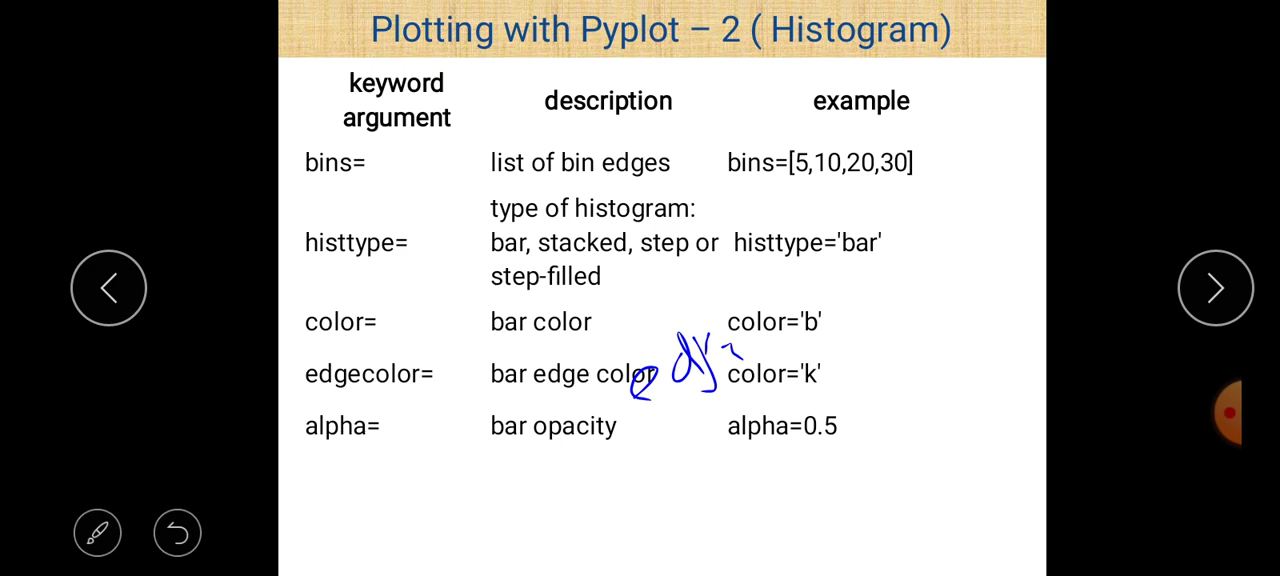 Plotting with Pyplot – 2 ( Histogram)
keyword argument description example
bins= list of bin edges bins=[5,10,20,30]
histtype= type of histogram: bar, stacked, step or step-filled histtype='bar'
color= bar color color='b'
edgecolor= bar edge color color='k'
alpha= bar opacity alpha=0.5